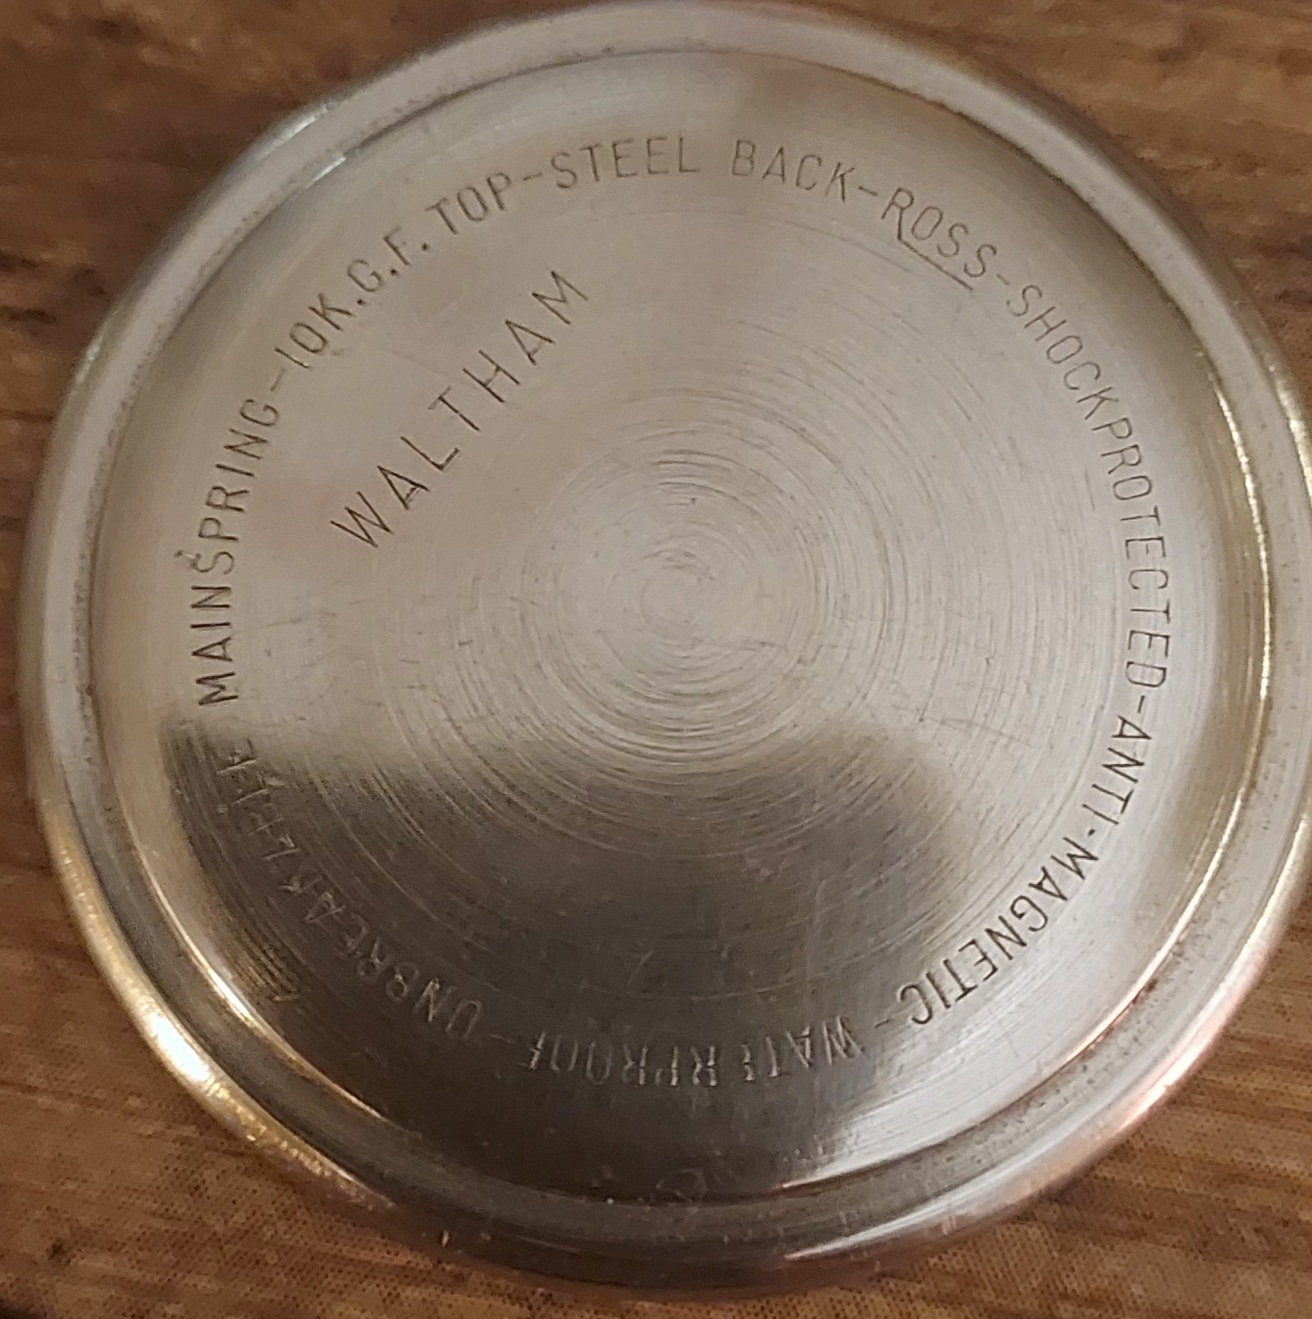 10K.G.F. TOP-STEEL BACK-ROSS-SHOCKPROTECTED-ANTI-MAGNETIC-WATERPROOF-UNBREAKABLE MAINSPRING-
WALTHAM